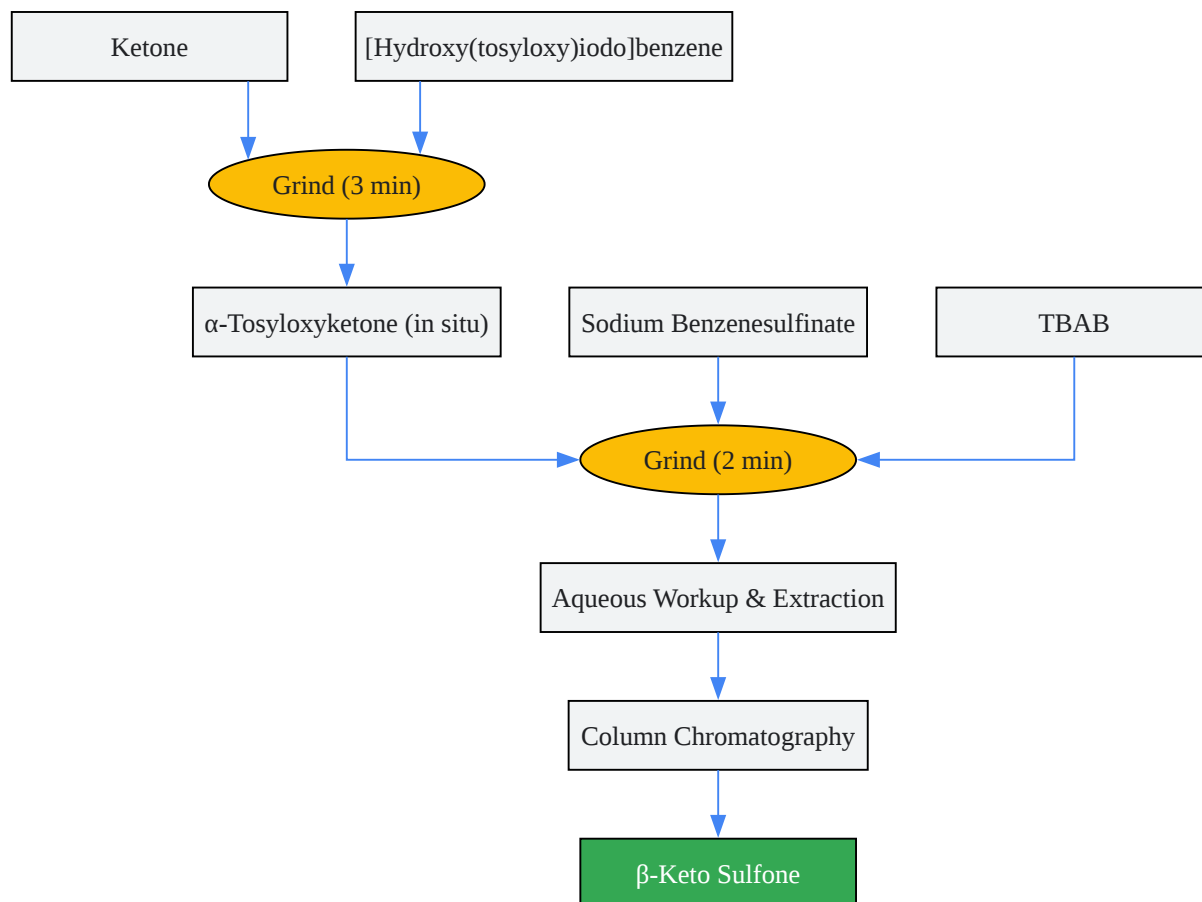 Ketone
[Hydroxy(tosyloxy)iodo]benzene
Grind (3 min)
α-Tosyloxyketone (in situ)
Sodium Benzenesulfinate
TBAB
Grind (2 min)
Aqueous Workup & Extraction
Column Chromatography
β-Keto Sulfone